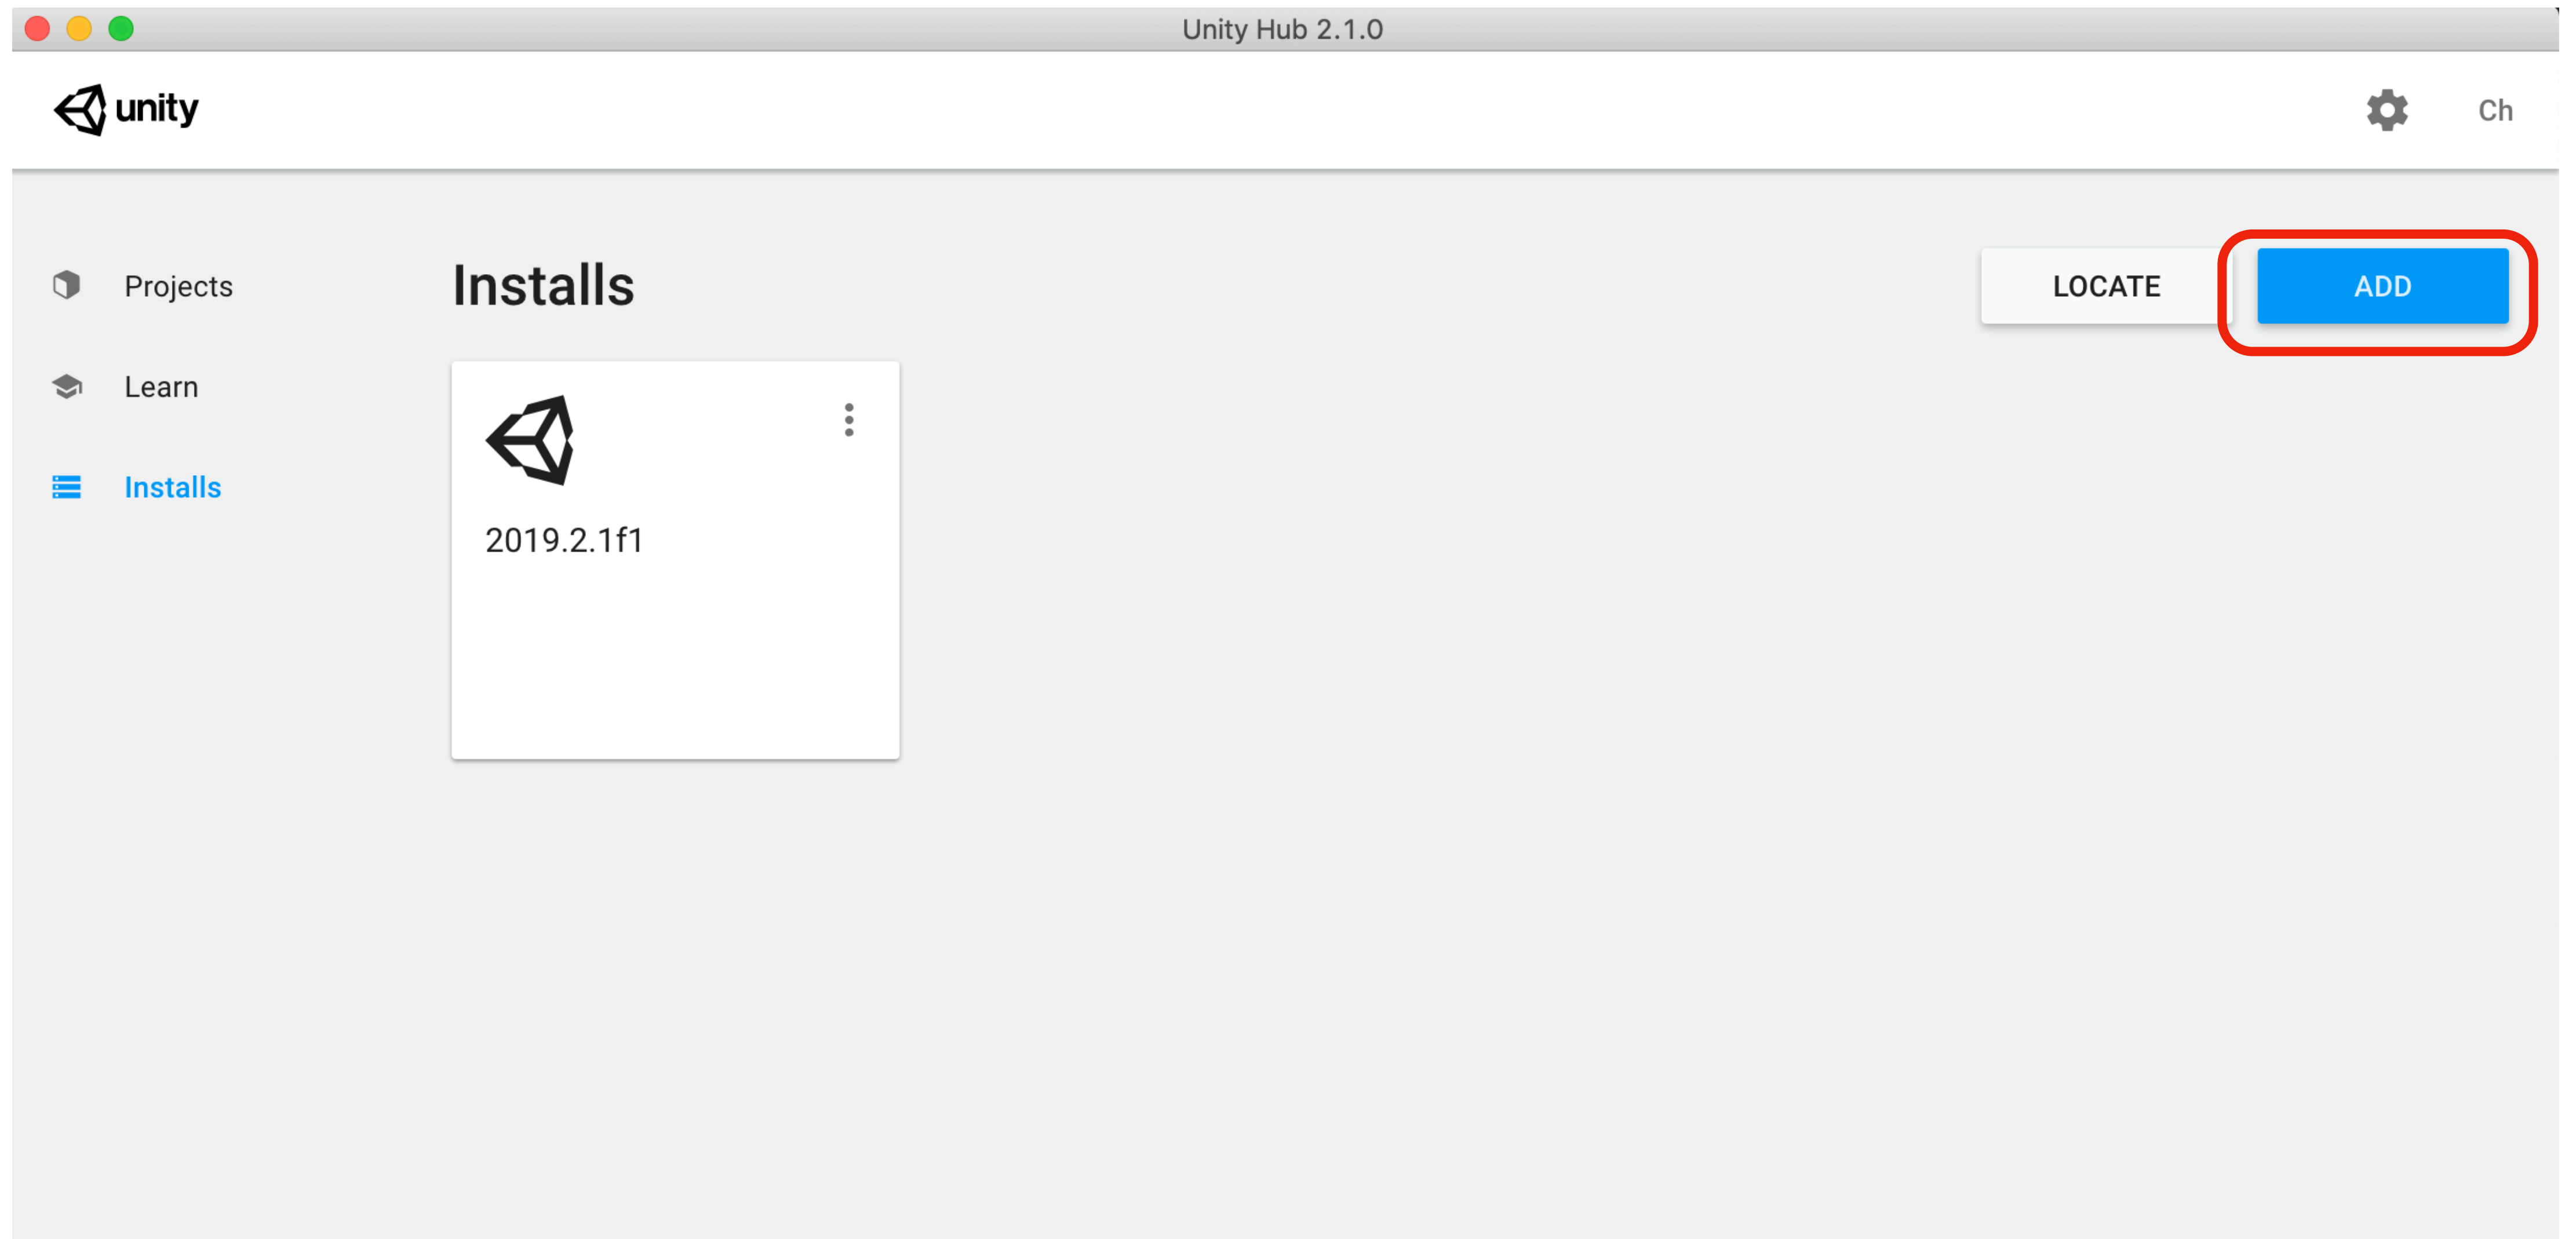 Unity Hub 2.1.0
unity
Ch
Projects
Learn
Installs
Installs
LOCATE
ADD
2019.2.1f1